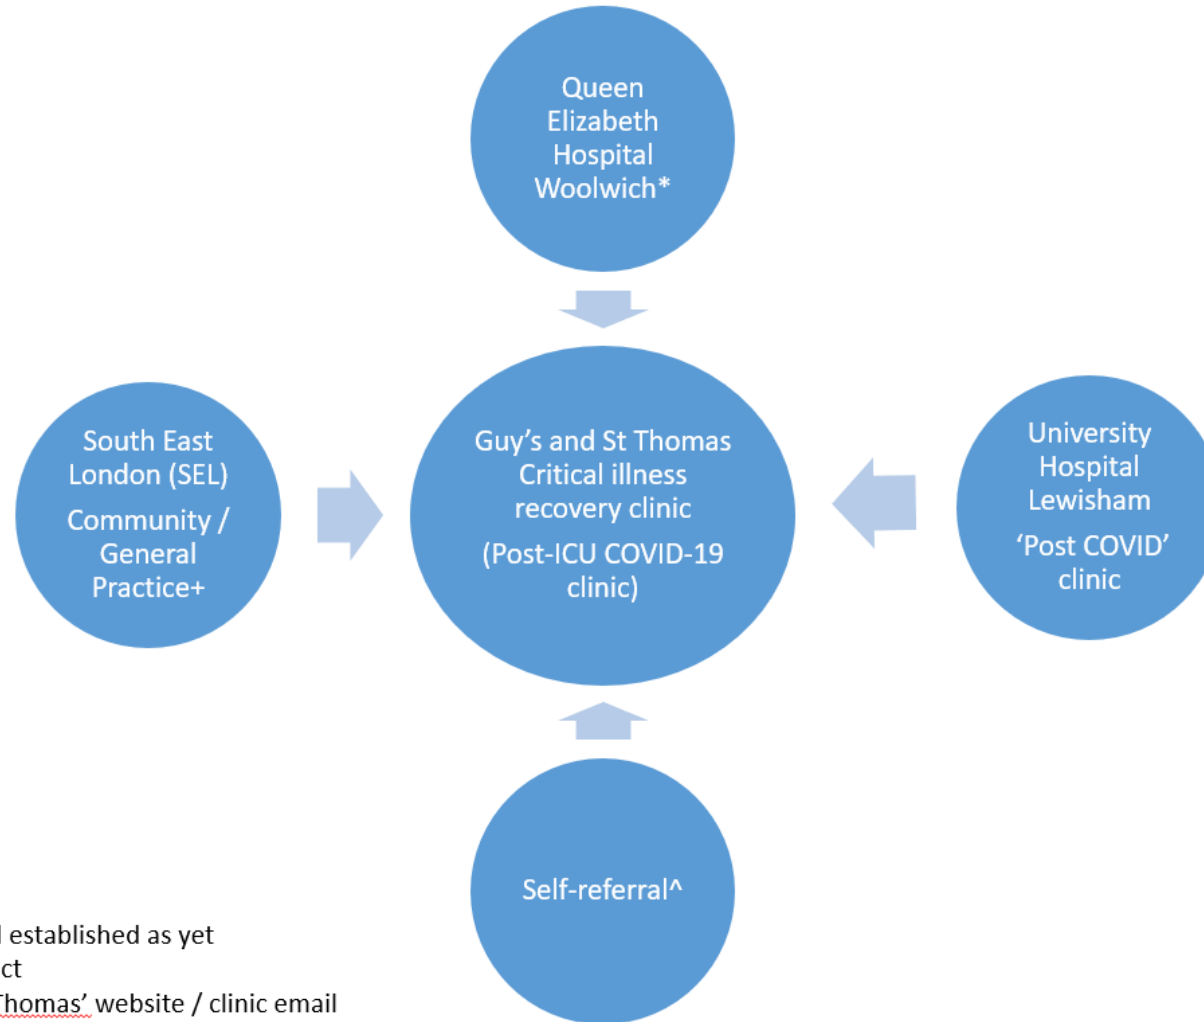 Queen
Elizabeth
Hospital
Woolwich*
South East
London (SEL)
Community /
General
Practice+
Guy’s and St Thomas
Critical illness
recovery clinic
(Post-ICU COVID-19
clinic)
University
Hospital
Lewisham
‘Post COVID’
clinic
Self-referral^
established as yet
Thomas’ website / clinic email